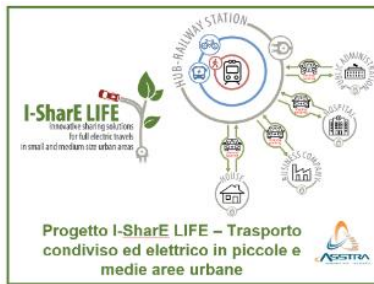 HUB-RAILWAY STATION
PUBLIC ADMINISTRATION
HOSPITAL
BUSINESS COMPANY
HOUSE
I-SharE LIFE
Innovative sharing solutions
for full electric travels
in small and medium size urban areas
Progetto I-SharE LIFE – Trasporto
condiviso ed elettrico in piccole e
medie aree urbane
ASSTRA